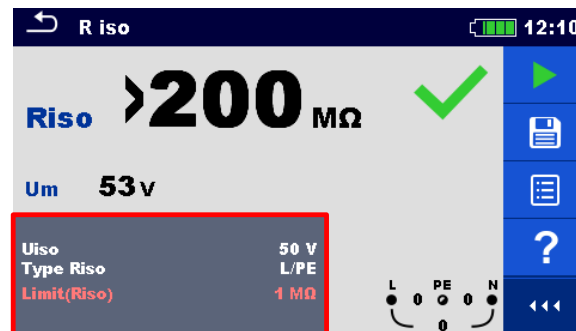 R iso 12:10
Riso >200 MΩ
Um 53 V
Uiso 50 V
Type Riso L/PE
Limit(Riso) 1 MΩ
?
L PE N
0 0
0